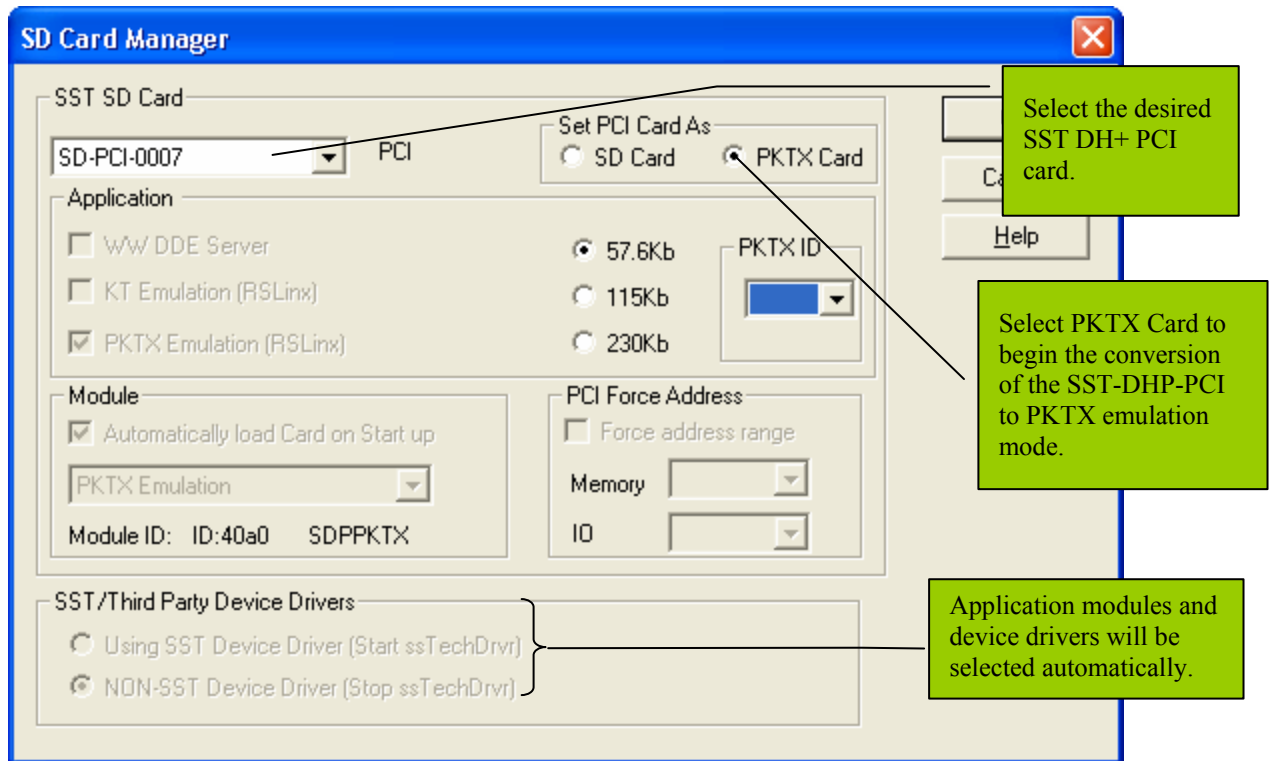 SD Card Manager
SST SD Card
SD-PCI-0007
PCI
Set PCI Card As
SD Card
PKTX Card
Select the desired
SST DH+ PCI
card.
Help
Application
WW DDE Server
KT Emulation (RSLinx)
PKTX Emulation (RSLinx)
57.6Kb
115Kb
230Kb
PKTX ID
Select PKTX Card to
begin the conversion
of the SST-DHP-PCI
to PKTX emulation
mode.
Module
Automatically load Card on Start up
PKTX Emulation
Module ID: ID:40a0 SDPPKTX
PCI Force Address
Force address range
Memory
IO
SST/Third Party Device Drivers
Using SST Device Driver (Start ssTechDrvr)
NON-SST Device Driver (Stop ssTechDrvr)
Application modules and
device drivers will be
selected automatically.